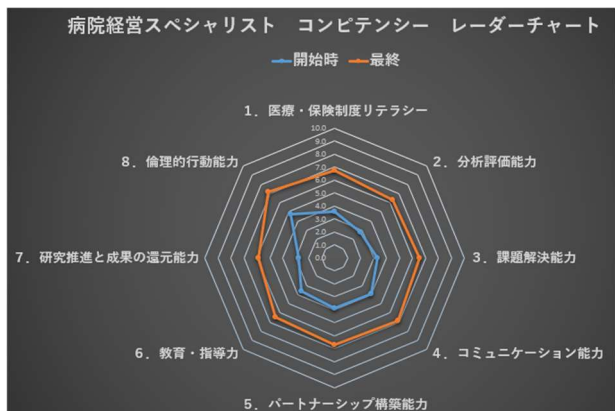 病院経営スペシャリスト　コンピテンシー　レーダーチャート
開始時 最終
1．医療・保険制度リテラシー
10.0
9.0
8.0
7.0
6.0
5.0
4.0
3.0
2.0
1.0
0.0
8．倫理的行動能力
2．分析評価能力
7．研究推進と成果の還元能力
3．課題解決能力
6．教育・指導力
4．コミュニケーション能力
5．パートナーシップ構築能力